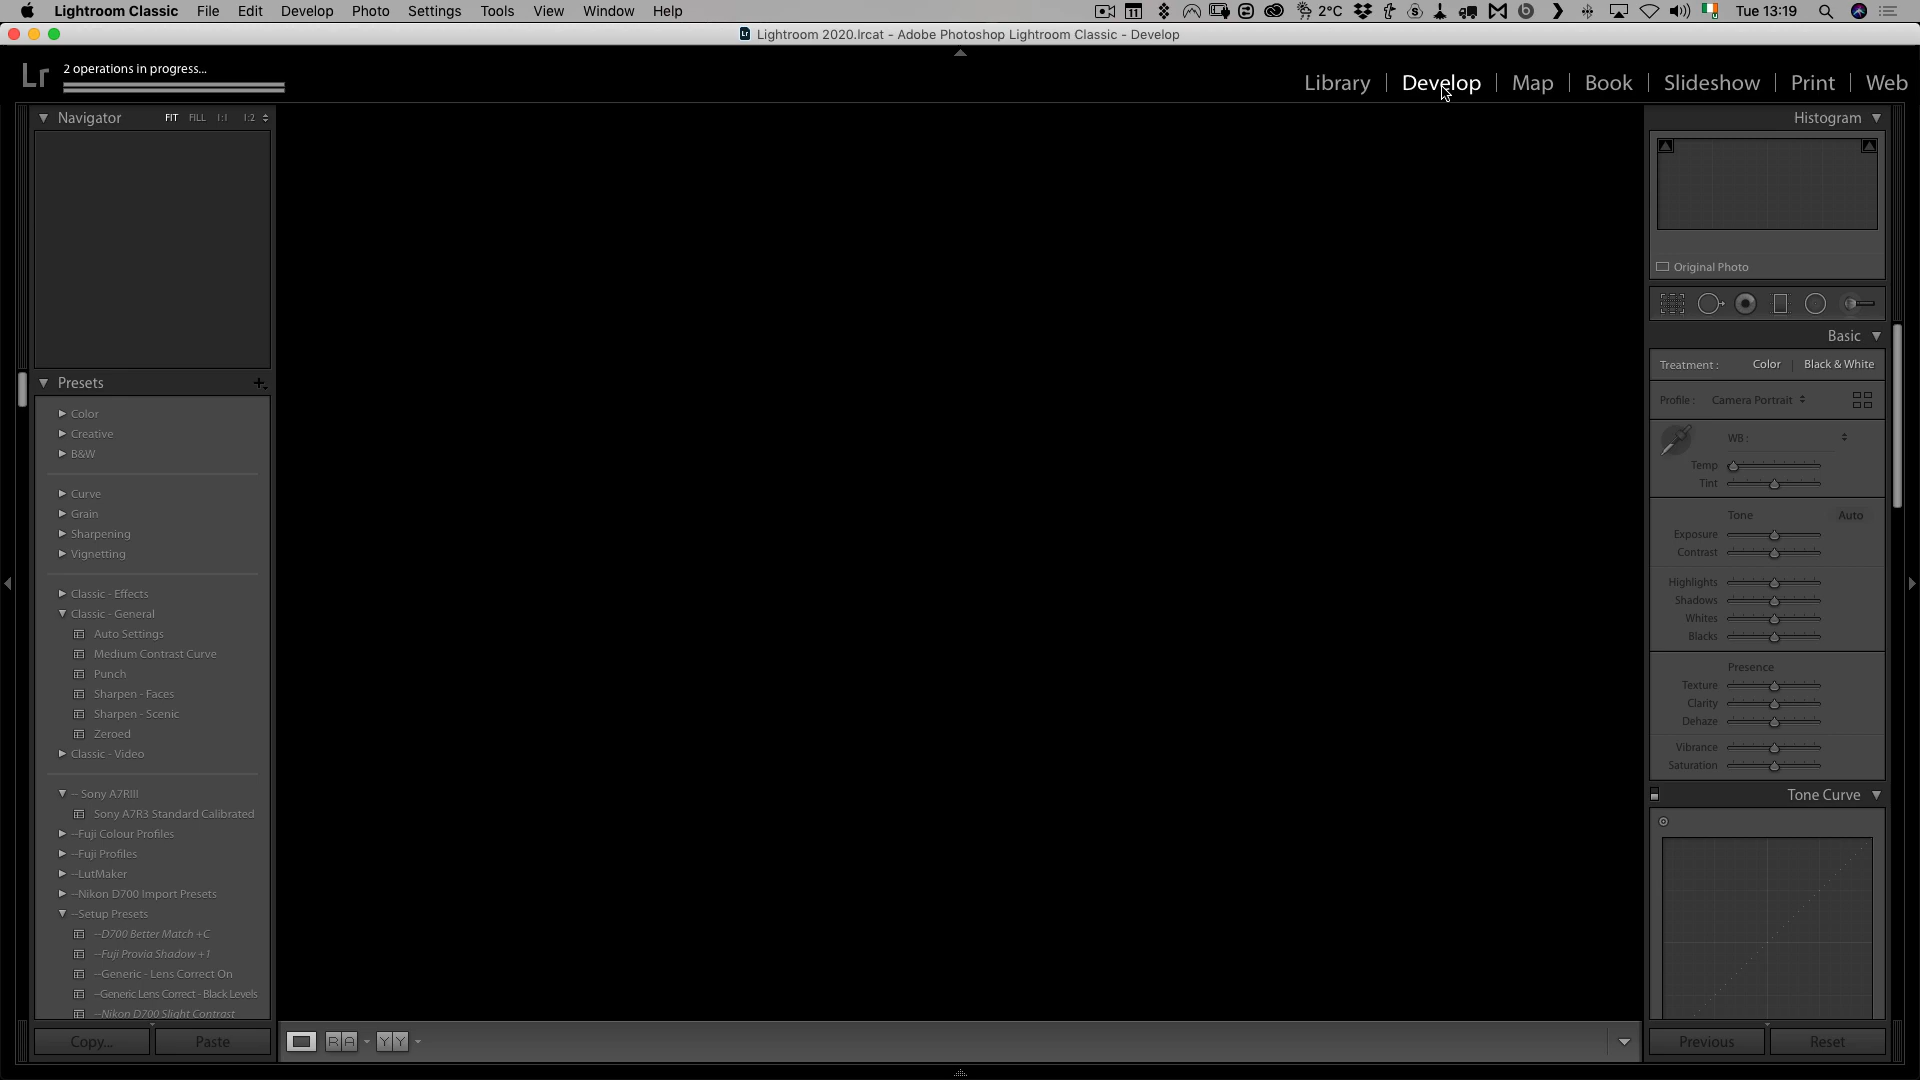 Lightroom Classic File Edit Develop Photo Settings Tools View Window Help
11 2°C Tue 13:19
Lightroom 2020.lrcat - Adobe Photoshop Lightroom Classic - Develop
Lr 2 operations in progress...
Library | Develop | Map | Book | Slideshow | Print | Web
Navigator FIT FILL 1:1 1:2
Presets
Color
Creative
B&W
Curve
Grain
Sharpening
Vignetting
Classic - Effects
Classic - General
Auto Settings
Medium Contrast Curve
Punch
Sharpen - Faces
Sharpen - Scenic
Zeroed
Classic - Video
-- Sony A7RIII
Sony A7R3 Standard Calibrated
--Fuji Colour Profiles
--Fuji Profiles
--LutMaker
--Nikon D700 Import Presets
--Setup Presets
--D700 Better Match +C
--Fuji Provia Shadow +1
--Generic - Lens Correct On
--Generic Lens Correct - Black Levels
--Nikon D700 Slight Contrast
Copy... Paste
R A Y Y
Histogram
Original Photo
Basic
Treatment : Color | Black & White
Profile : Camera Portrait
WB :
Temp
Tint
Tone Auto
Exposure
Contrast
Highlights
Shadows
Whites
Blacks
Presence
Texture
Clarity
Dehaze
Vibrance
Saturation
Tone Curve
Previous Reset